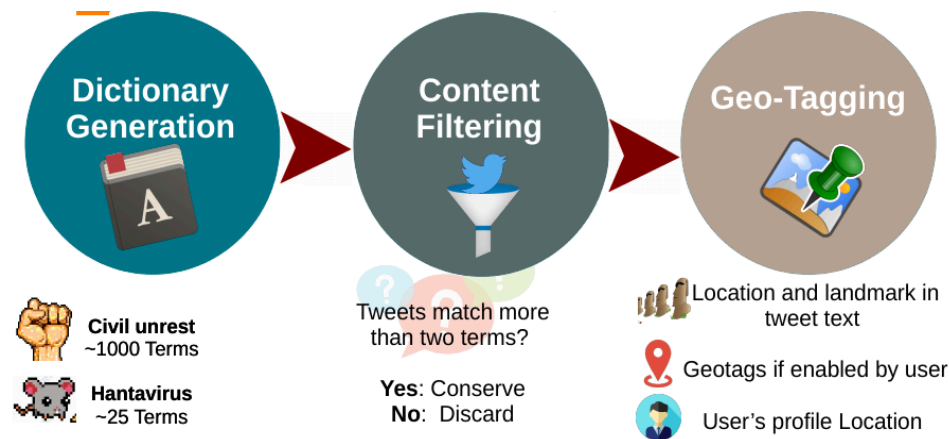 Dictionary
Generation
A
Content
Filtering
Geo-Tagging
Civil unrest
~1000 Terms
Hantavirus
~25 Terms
? ? ?
Tweets match more
than two terms?
Yes: Conserve
No: Discard
Location and landmark in
tweet text
Geotags if enabled by user
User's profile Location